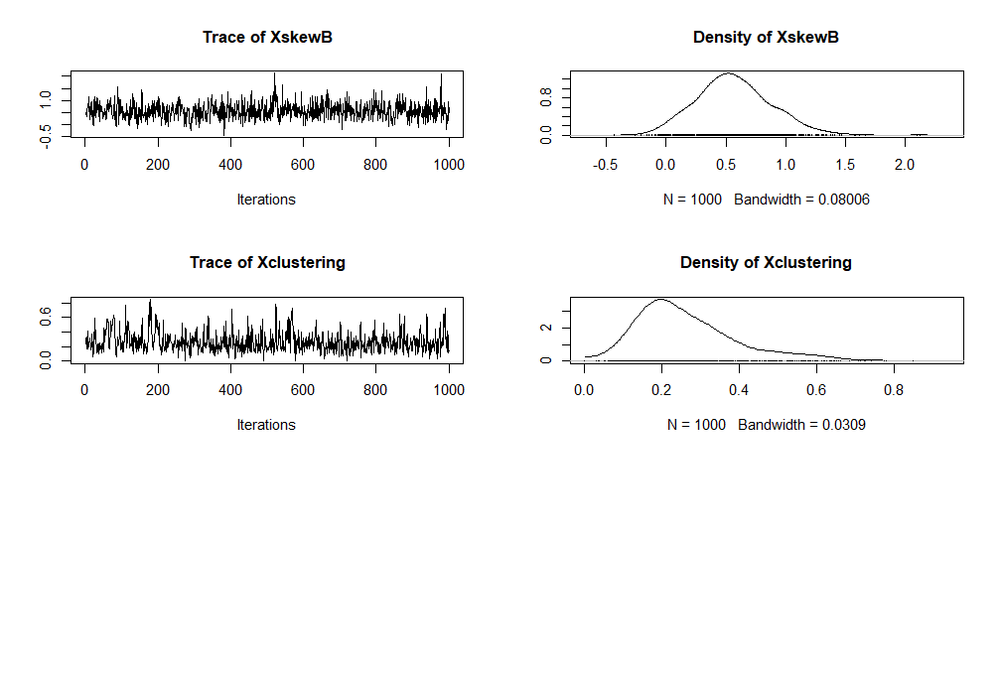 Trace of XskewB
-0.5 1.0
0 200 400 600 800 1000
Iterations
Density of XskewB
0.0 0.8
-0.5 0.0 0.5 1.0 1.5 2.0
N = 1000 Bandwidth = 0.08006
Trace of Xclustering
0.0 0.6
0 200 400 600 800 1000
Iterations
Density of Xclustering
0 2
0.0 0.2 0.4 0.6 0.8
N = 1000 Bandwidth = 0.0309